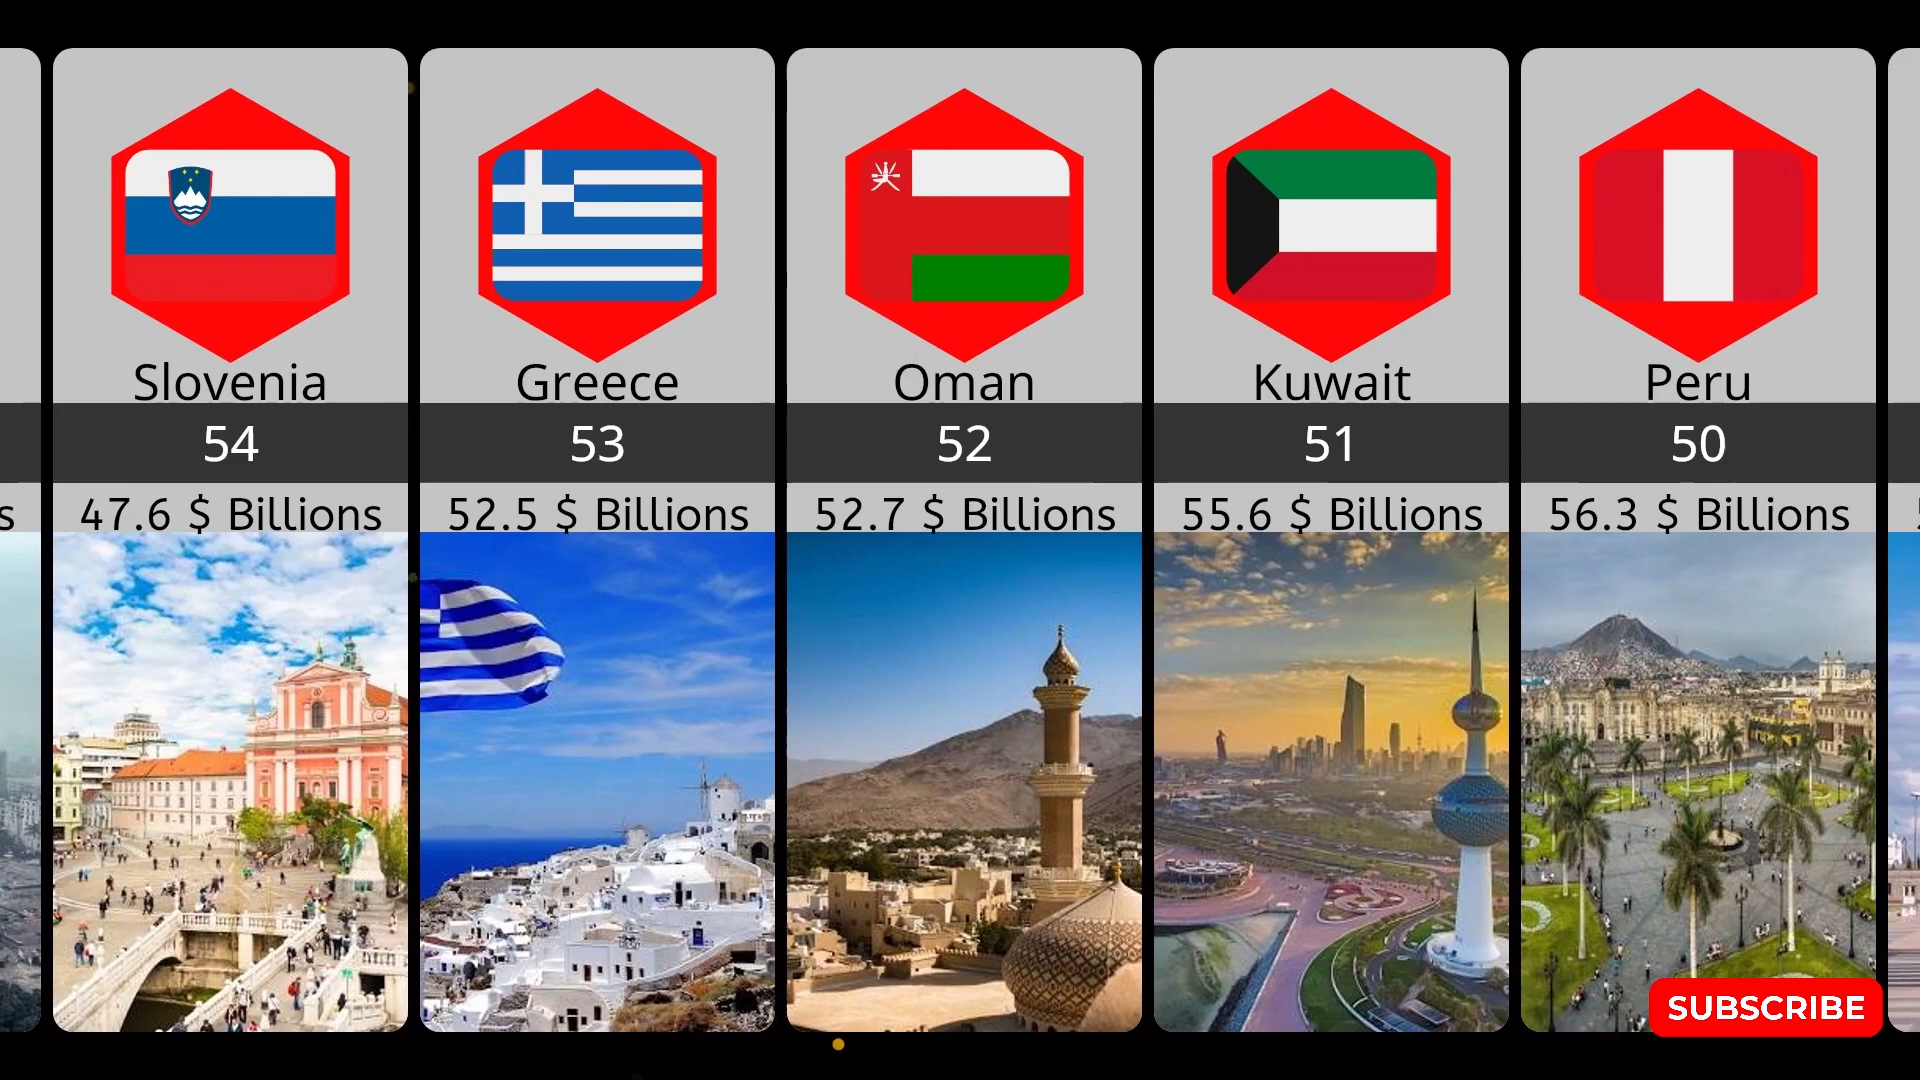 Slovenia
54
47.6 $ Billions
Greece
53
52.5 $ Billions
Oman
52
52.7 $ Billions
Kuwait
51
55.6 $ Billions
Peru
50
56.3 $ Billions
SUBSCRIBE